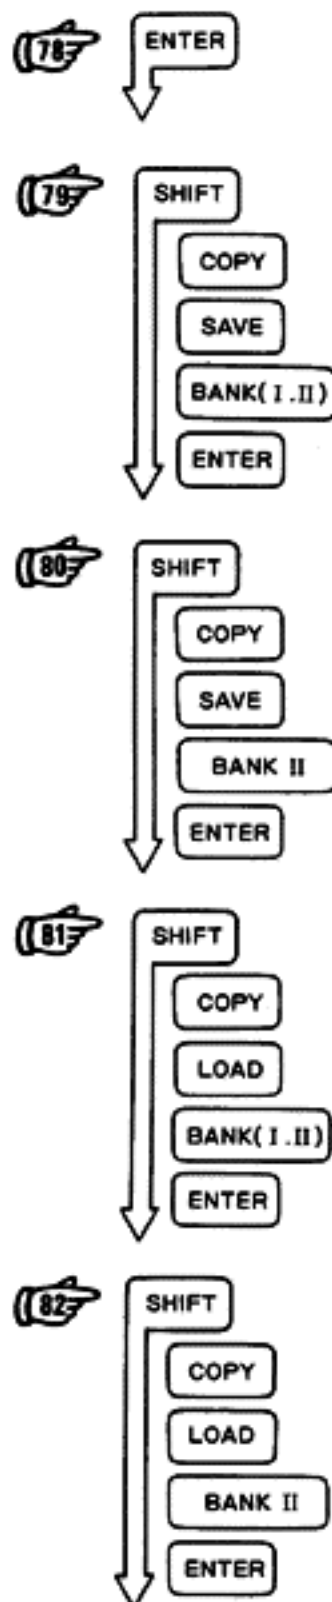 78 ENTER
79 SHIFT
COPY
SAVE
BANK(I.II)
ENTER
80 SHIFT
COPY
SAVE
BANK II
ENTER
81 SHIFT
COPY
LOAD
BANK(I.II)
ENTER
82 SHIFT
COPY
LOAD
BANK II
ENTER